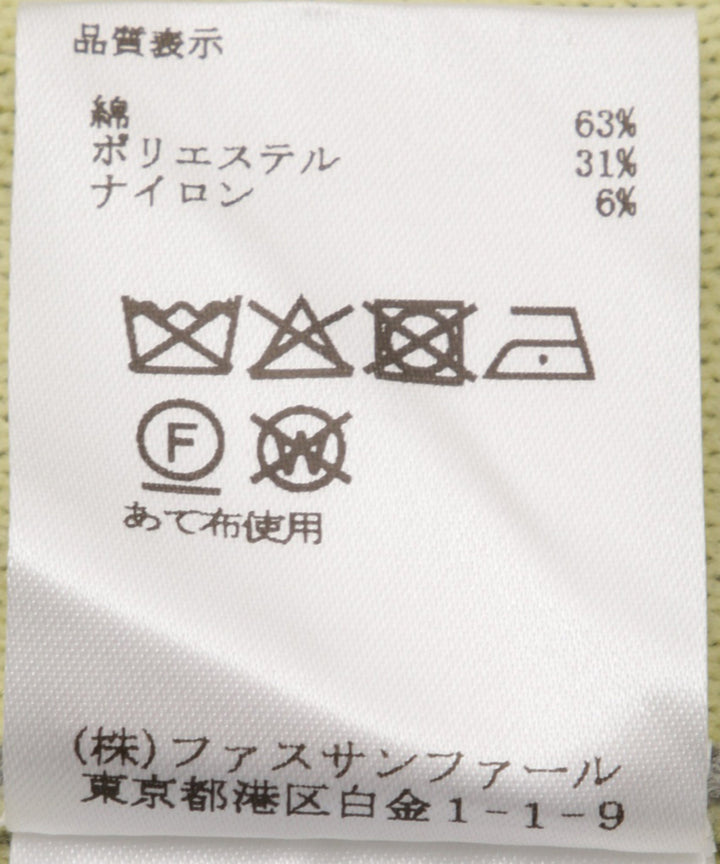 品質表示
綿 63%
ポリエステル 31%
ナイロン 6%
F W
あて布使用
(株)ファスサンファール
東京都港区白金1-1-9